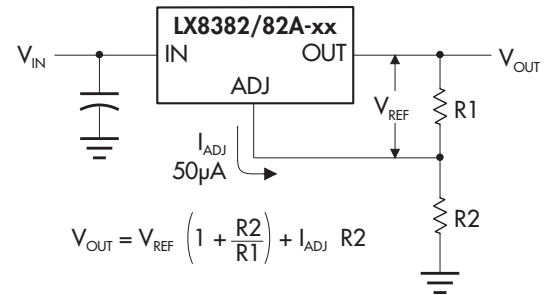 LX8382/82A-xx
V_IN IN OUT V_OUT
ADJ
V_REF R1
I_ADJ
50µA
R2
V_OUT = V_REF (1 + R2/R1) + I_ADJ R2